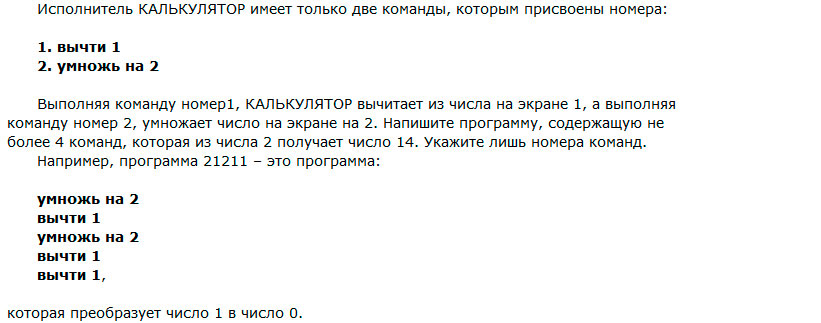 Исполнитель КАЛЬКУЛЯТОР имеет только две команды, которым присвоены номера:
1. вычти 1
2. умножь на 2
Выполняя команду номер1, КАЛЬКУЛЯТОР вычитает из числа на экране 1, а выполняя
команду номер 2, умножает число на экране на 2. Напишите программу, содержащую не
более 4 команд, которая из числа 2 получает число 14. Укажите лишь номера команд.
Например, программа 21211 – это программа:
умножь на 2
вычти 1
умножь на 2
вычти 1
вычти 1,
которая преобразует число 1 в число 0.